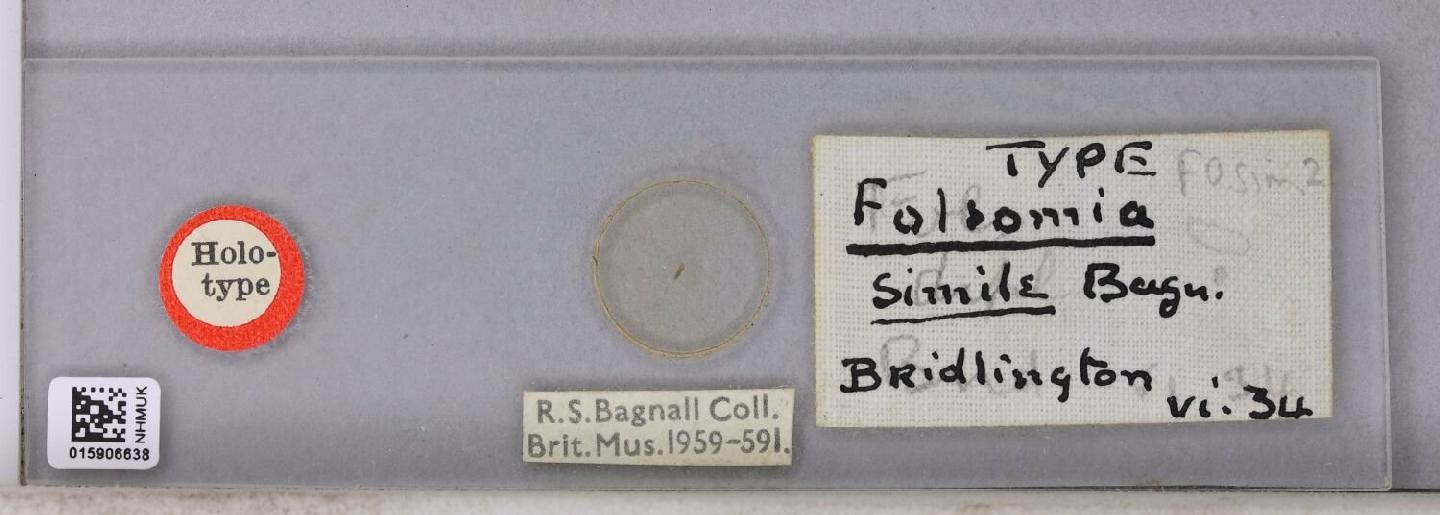 Holo-
type
NHMUK
015906638
R.S.Bagnall Coll.
Brit. Mus. 1959-591.
TYPE
Folsomia
simile Bagn.
Bridlington
vi. 34